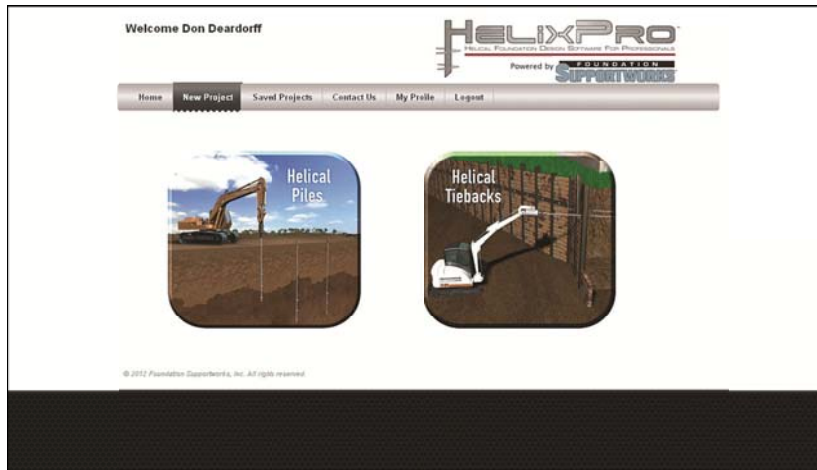 Welcome Don Deardorff
HELIXPRO
HELICAL FOUNDATION DESIGN SOFTWARE FOR PROFESSIONALS
Powered by FOUNDATION
SUPPORTWORKS
Home New Project Saved Projects Contact Us My Profile Logout
Helical
Piles
Helical
Tiebacks
© 2012 Foundation Supportworks, Inc. All rights reserved.